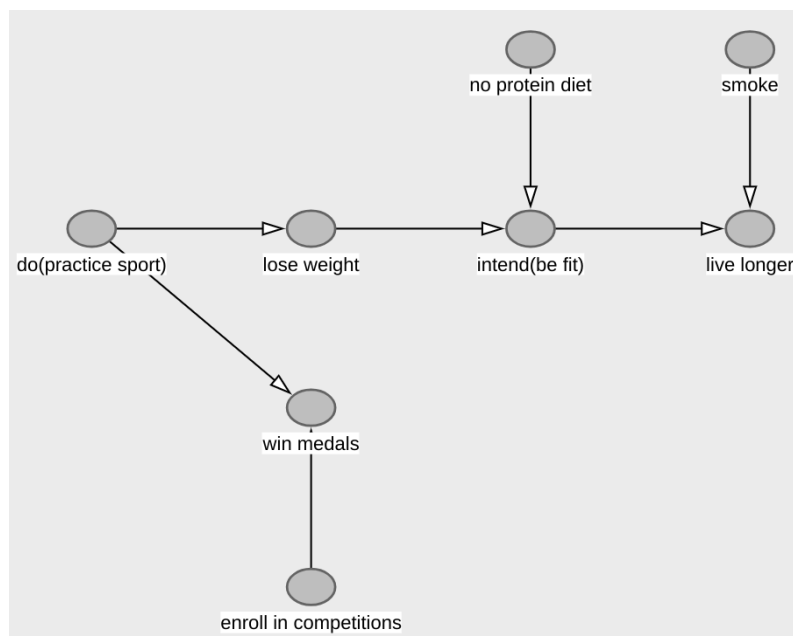 no protein diet
smoke
do(practice sport)
lose weight
intend(be fit)
live longer
win medals
enroll in competitions